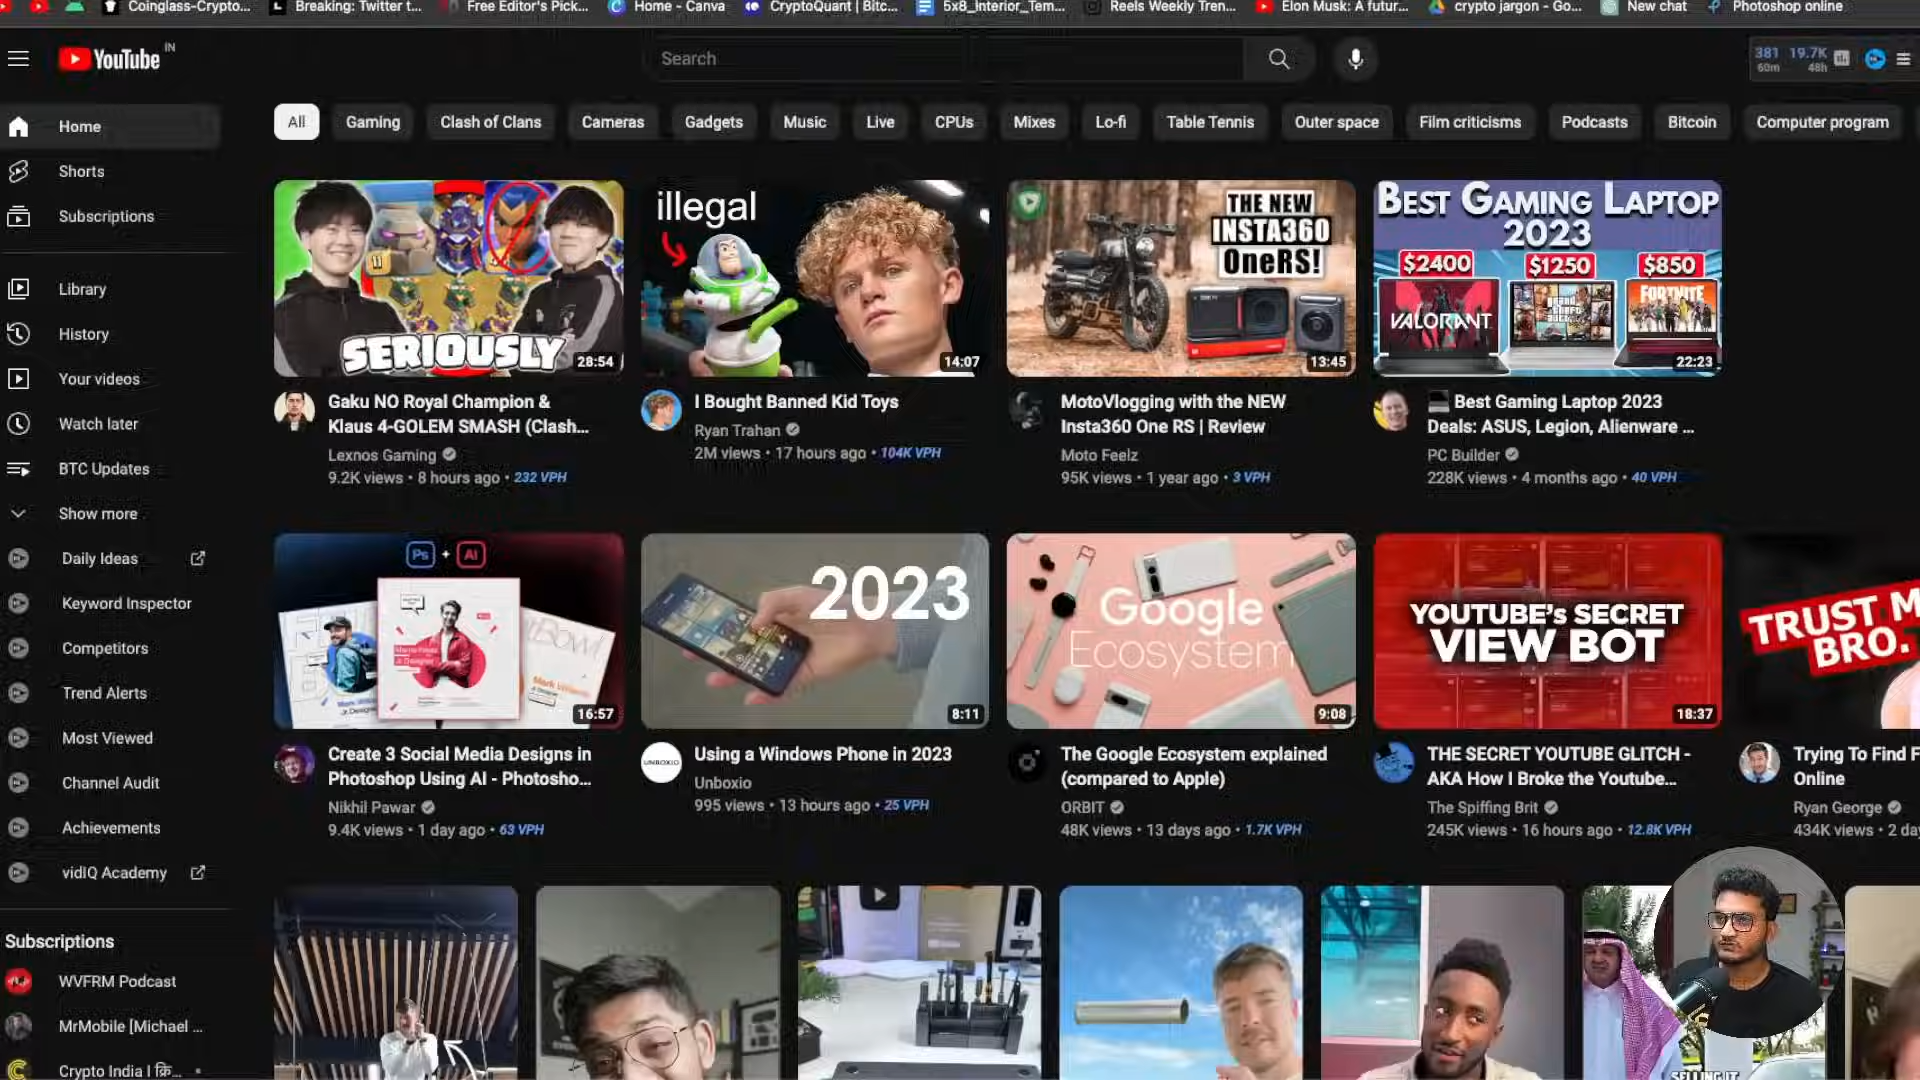 Coinglass-Crypto...
Breaking: Twitter t...
Free Editor's Pick...
Home - Canva
CryptoQuant | Bitc...
5x8_Interior_Tem...
Reels Weekly Tren...
Elon Musk: A futur...
crypto jargon - Go...
New chat
Photoshop online
YouTube IN
Search
381 60m
19.7K 48h
Home
Shorts
Subscriptions
Library
History
Your videos
Watch later
BTC Updates
Show more
Daily Ideas
Keyword Inspector
Competitors
Trend Alerts
Most Viewed
Channel Audit
Achievements
vidIQ Academy
Subscriptions
WVFRM Podcast
MrMobile [Michael ...
Crypto India I क्रि...
All
Gaming
Clash of Clans
Cameras
Gadgets
Music
Live
CPUs
Mixes
Lo-fi
Table Tennis
Outer space
Film criticisms
Podcasts
Bitcoin
Computer program
11
SERIOUSLY
28:54
Gaku NO Royal Champion &
Klaus 4-GOLEM SMASH (Clash...
Lexnos Gaming
9.2K views • 8 hours ago • 232 VPH
illegal
14:07
I Bought Banned Kid Toys
Ryan Trahan
2M views • 17 hours ago • 104K VPH
THE NEW
INSTA360
OneRS!
13:45
MotoVlogging with the NEW
Insta360 One RS | Review
Moto Feelz
95K views • 1 year ago • 3 VPH
BEST GAMING LAPTOP
2023
$2400
$1250
$850
VALORANT
FORTNITE
22:23
Best Gaming Laptop 2023
Deals: ASUS, Legion, Alienware ...
PC Builder
228K views • 4 months ago • 40 VPH
Ps + AI
16:57
Create 3 Social Media Designs in
Photoshop Using AI - Photosho...
Nikhil Pawar
9.4K views • 1 day ago • 63 VPH
2023
8:11
UNBOXIO
Using a Windows Phone in 2023
Unboxio
995 views • 13 hours ago • 25 VPH
Google
Ecosystem
9:08
The Google Ecosystem explained
(compared to Apple)
ORBIT
48K views • 13 days ago • 1.7K VPH
YOUTUBE's SECRET
VIEW BOT
18:37
THE SECRET YOUTUBE GLITCH -
AKA How I Broke the Youtube...
The Spiffing Brit
245K views • 16 hours ago • 12.8K VPH
TRUST M
BRO.
Trying To Find F
Online
Ryan George
434K views • 2 day
SELLING IT